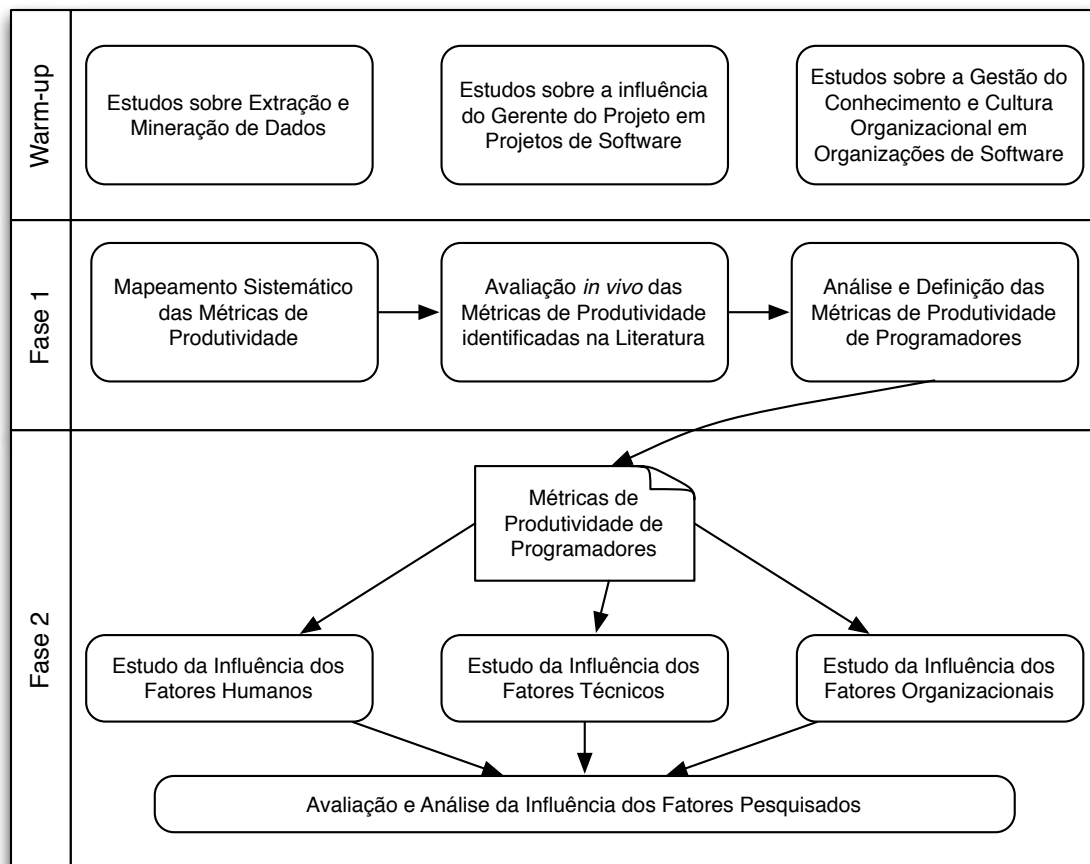 Warm-up
Estudos sobre Extração e
Mineração de Dados
Estudos sobre a influência
do Gerente do Projeto em
Projetos de Software
Estudos sobre a Gestão do
Conhecimento e Cultura
Organizacional em
Organizações de Software
Fase 1
Mapeamento Sistemático
das Métricas de
Produtividade
Avaliação in vivo das
Métricas de Produtividade
identificadas na Literatura
Análise e Definição das
Métricas de Produtividade
de Programadores
Fase 2
Métricas de
Produtividade de
Programadores
Estudo da Influência dos
Fatores Humanos
Estudo da Influência dos
Fatores Técnicos
Estudo da Influência dos
Fatores Organizacionais
Avaliação e Análise da Influência dos Fatores Pesquisados